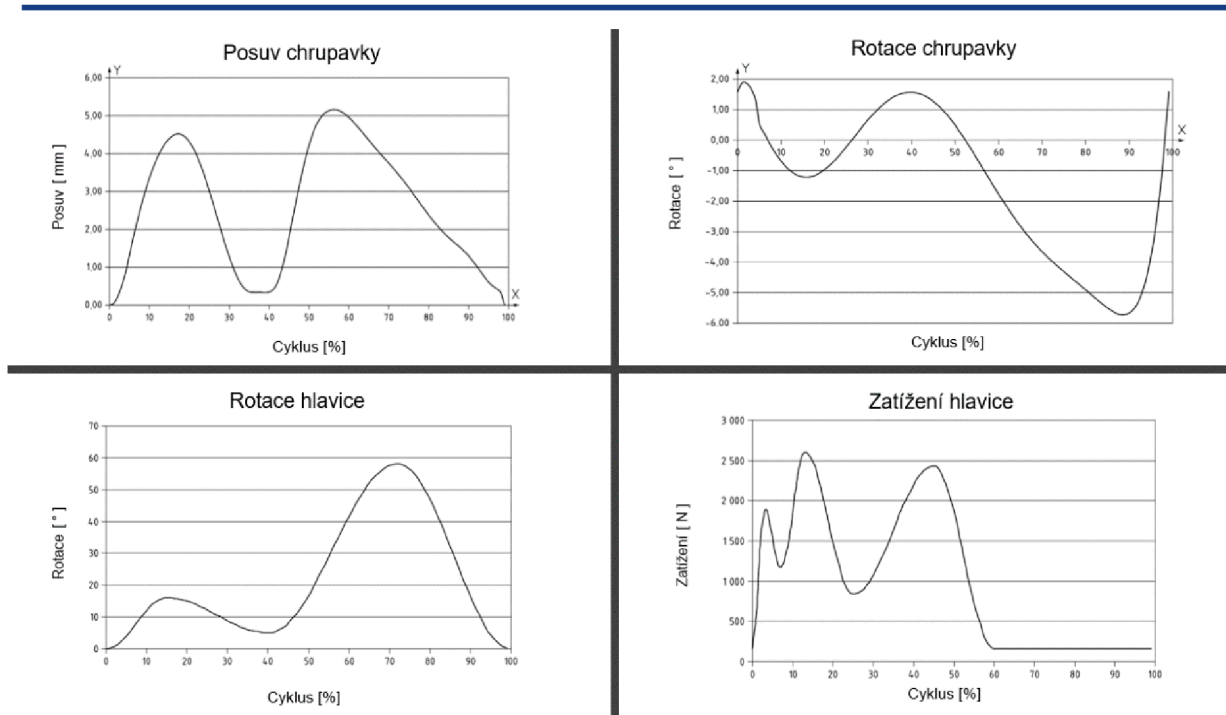 Posuv chrupavky
Y
6,00
5,00
4,00
3,00
2,00
1,00
0,00
Posuv [ mm ]
0 10 20 30 40 50 60 70 80 90 100
X
Cyklus [%]
Rotace chrupavky
Y
2,00
1,00
0,00
-1,00
-2,00
-3,00
-4,00
-5,00
-6,00
Rotace [ ° ]
0 10 20 30 40 50 60 70 80 90 100
X
Cyklus [%]
Rotace hlavice
70
60
50
40
30
20
10
0
Rotace [ ° ]
0 10 20 30 40 50 60 70 80 90 100
Cyklus [%]
Zatížení hlavice
3 000
2 500
2 000
1 500
1 000
500
0
Zatížení [ N ]
0 10 20 30 40 50 60 70 80 90 100
Cyklus [%]